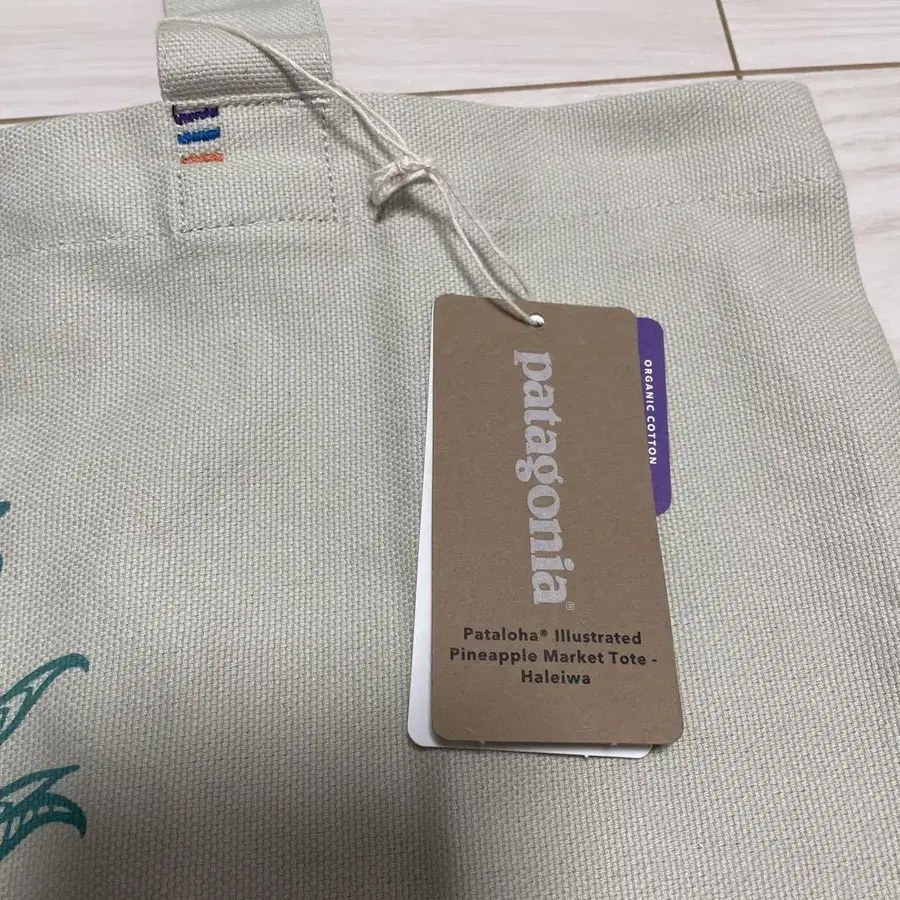 patagonia®
Pataloha® Illustrated
Pineapple Market Tote -
Haleiwa
ORGANIC COTTON